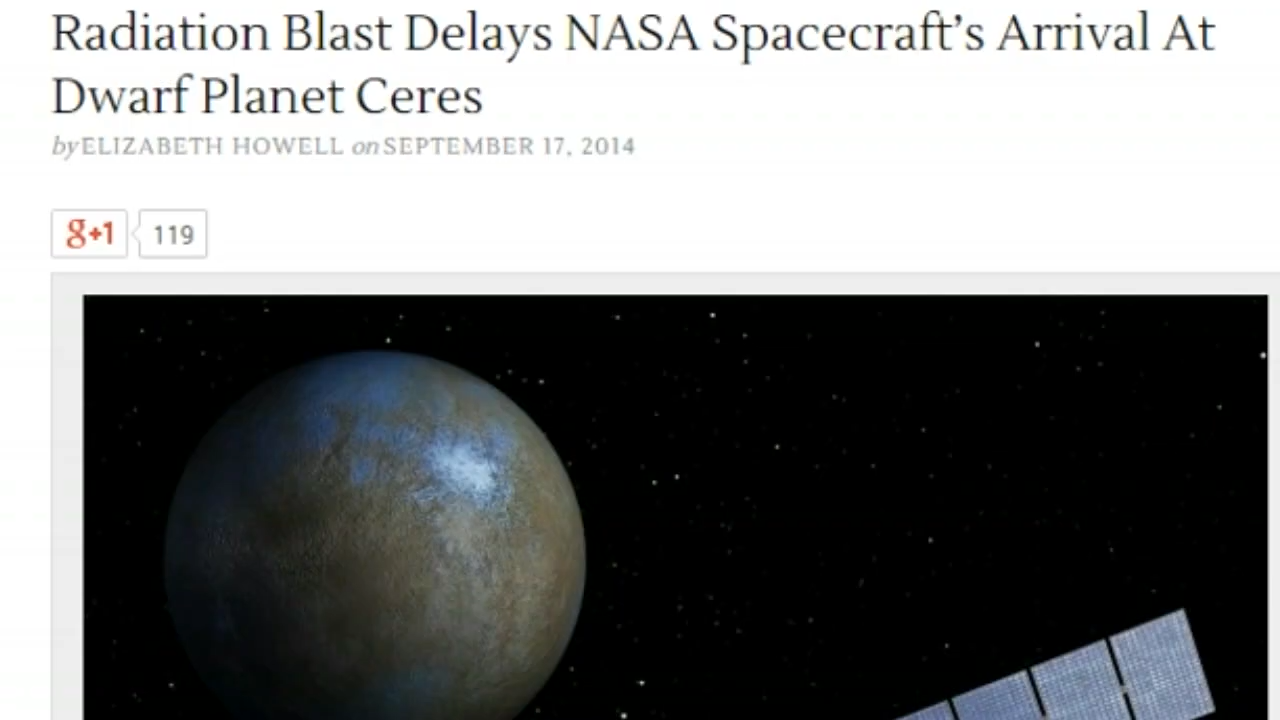 Radiation Blast Delays NASA Spacecraft’s Arrival At
Dwarf Planet Ceres
by ELIZABETH HOWELL on SEPTEMBER 17, 2014
g+1 119